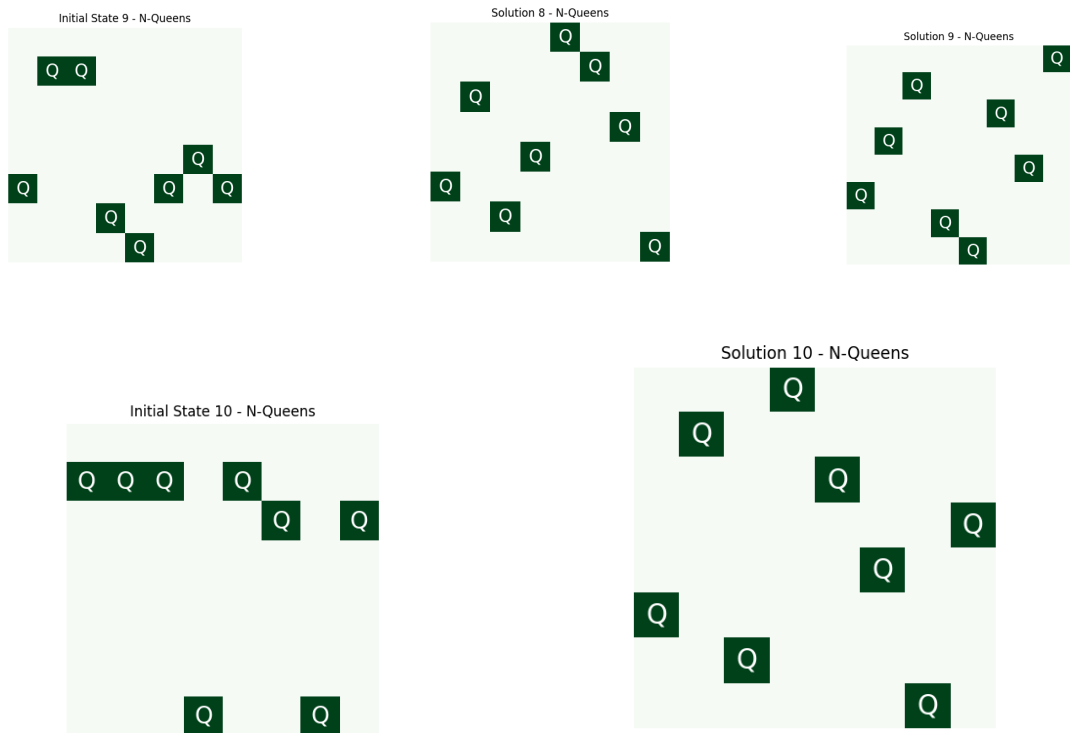 Initial State 9 - N-Queens
Q Q
Q
Q Q Q
Q
Q
Solution 8 - N-Queens
Q
Q
Q
Q
Q
Q
Q
Q
Solution 9 - N-Queens
Q
Q
Q
Q
Q
Q
Q
Q
Initial State 10 - N-Queens
Q Q Q Q
Q Q
Q Q
Solution 10 - N-Queens
Q
Q
Q
Q
Q
Q
Q
Q